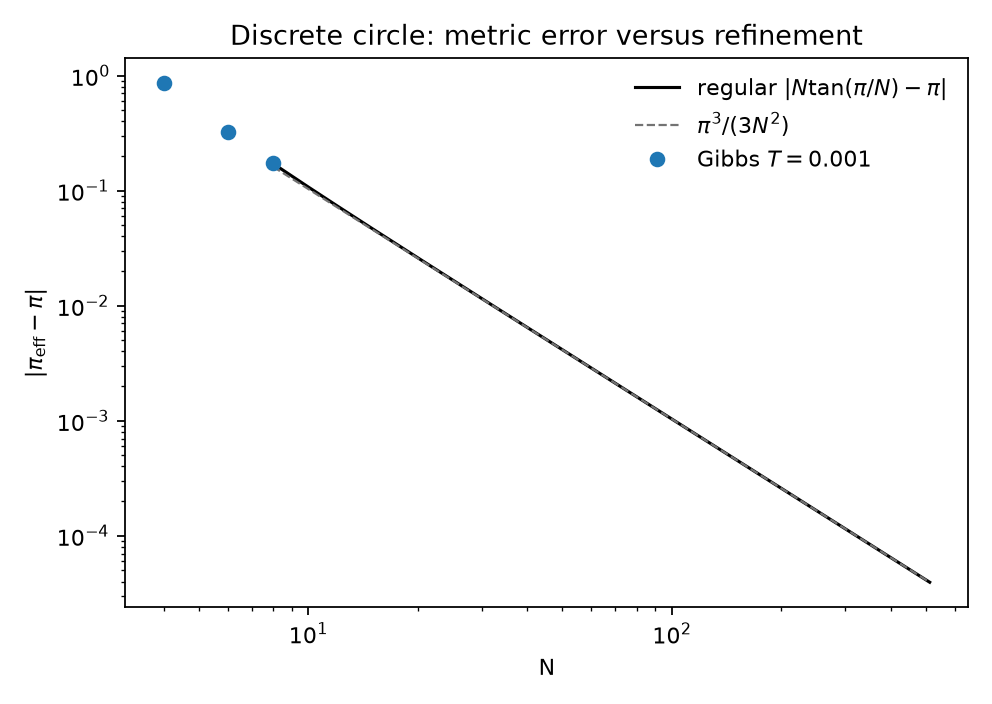 Discrete circle: metric error versus refinement
regular |Ntan(π/N) − π|
π³/(3N²)
Gibbs T = 0.001
10⁰
10⁻¹
10⁻²
10⁻³
10⁻⁴
|π_eff − π|
10¹
10²
N